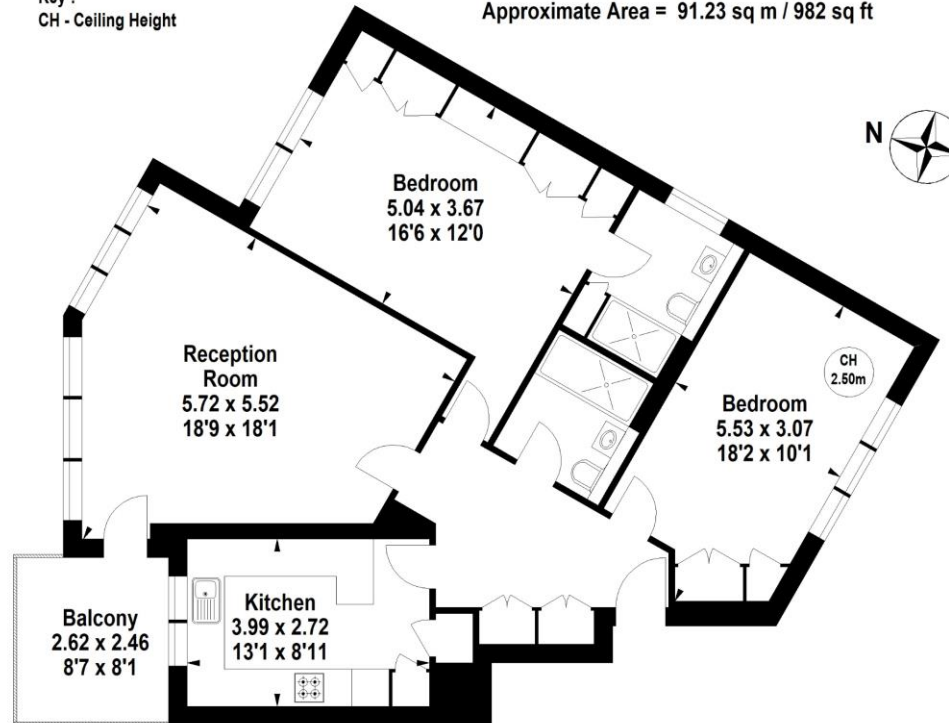 Key :
CH - Ceiling Height
Approximate Area = 91.23 sq m / 982 sq ft
N
Bedroom
5.04 x 3.67
16'6 x 12'0
Reception
Room
5.72 x 5.52
18'9 x 18'1
CH
2.50m
Bedroom
5.53 x 3.07
18'2 x 10'1
Kitchen
3.99 x 2.72
13'1 x 8'11
Balcony
2.62 x 2.46
8'7 x 8'1